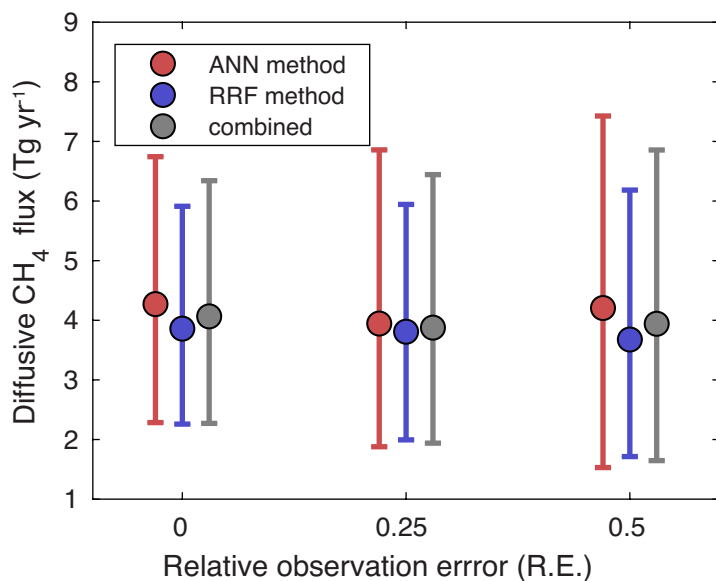 9
8
7
6
5
4
3
2
1
Diffusive CH₄ flux (Tg yr⁻¹)
ANN method
RRF method
combined
0
0.25
0.5
Relative observation errror (R.E.)